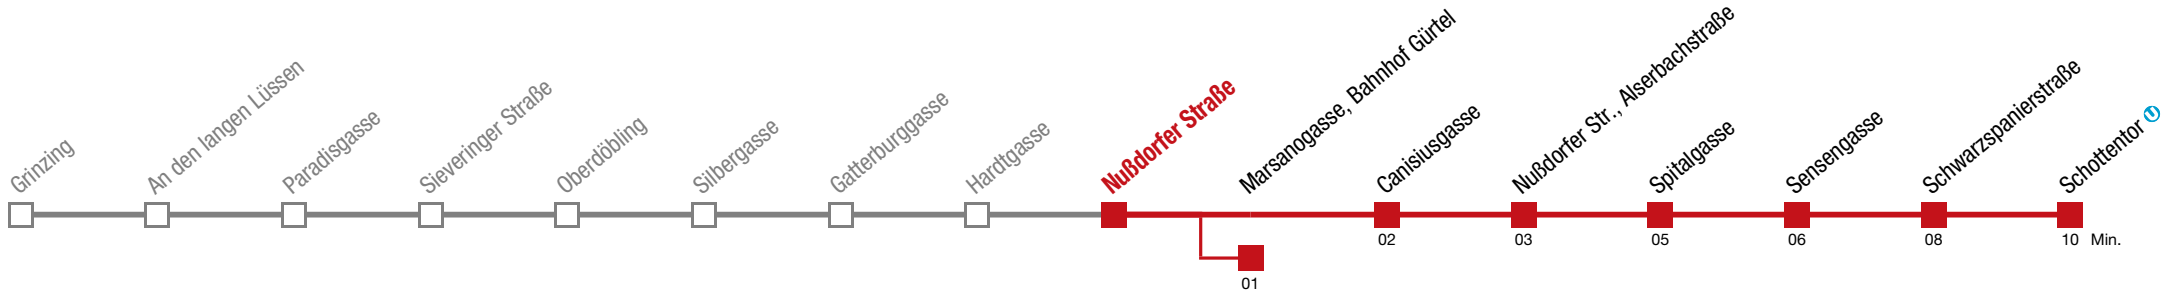 Grinzing
An den langen Lüssen
Paradisgasse
Sieveringer Straße
Oberdöbling
Silbergasse
Gatterburggasse
Hardtgasse
Nußdorfer Straße
Marsanogasse, Bahnhof Gürtel
Canisiusgasse
Nußdorfer Str., Alserbachstraße
Spitalgasse
Sensengasse
Schwarzspanierstraße
Schottentor U
02 03 05 06 08 10 Min.
01